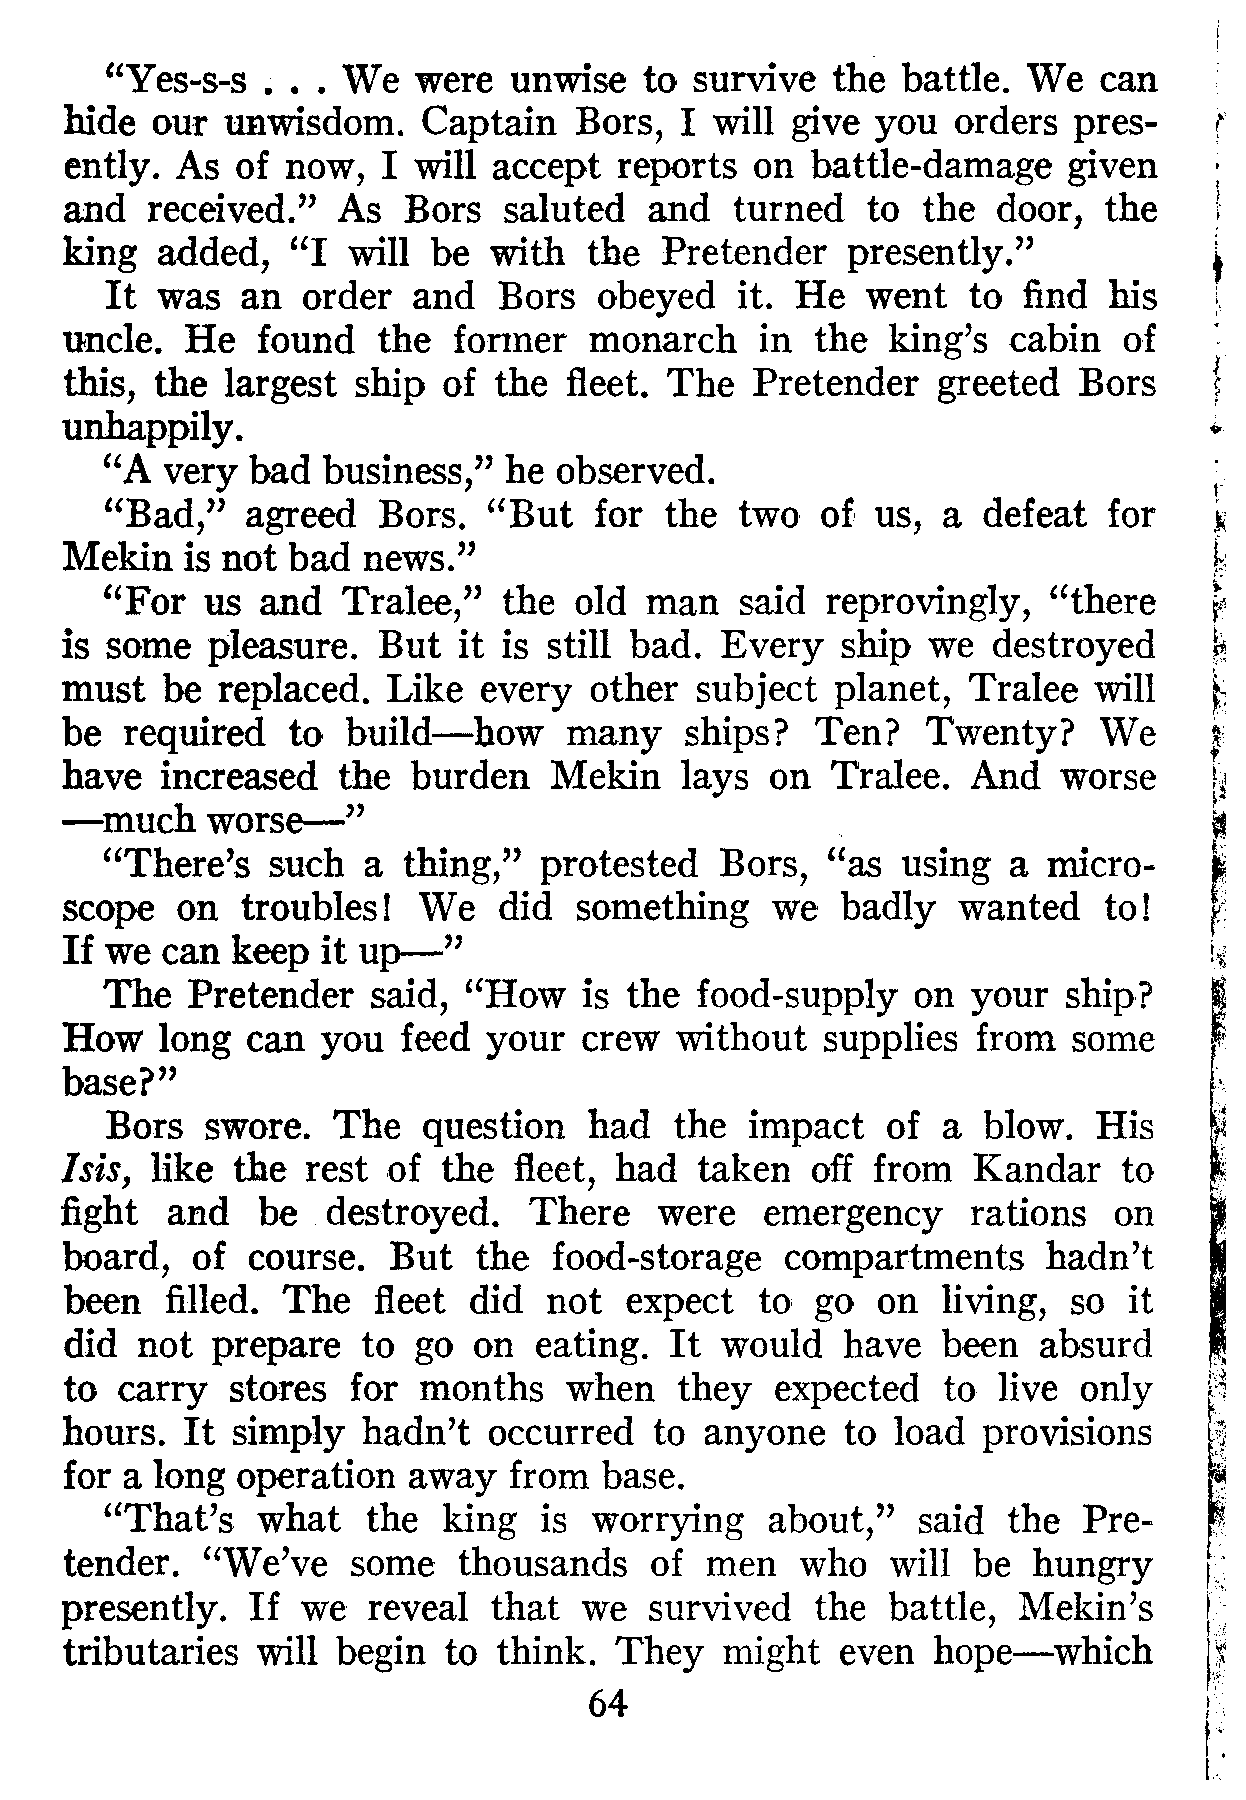 “Yes-s-s . . . We were unwise to survive the battle. We can
hide our unwisdom. Captain Bors, I will give you orders pres-
ently. As of now, I will accept reports on battle-damage given
and received.” As Bors saluted and turned to the door, the
king added, “I will be with the Pretender presently.”
It was an order and Bors obeyed it. He went to find his
uncle. He found the former monarch in the king’s cabin of
this, the largest ship of the fleet. The Pretender greeted Bors
unhappily.
“A very bad business,” he observed.
“Bad,” agreed Bors. “But for the two of us, a defeat for
Mekin is not bad news.”
“For us and Tralee,” the old man said reprovingly, “there
is some pleasure. But it is still bad. Every ship we destroyed
must be replaced. Like every other subject planet, Tralee will
be required to build—how many ships? Ten? Twenty? We
have increased the burden Mekin lays on Tralee. And worse
—much worse—”
“There’s such a thing,” protested Bors, “as using a micro-
scope on troubles! We did something we badly wanted to!
If we can keep it up—”
The Pretender said, “How is the food-supply on your ship?
How long can you feed your crew without supplies from some
base?”
Bors swore. The question had the impact of a blow. His
Isis, like the rest of the fleet, had taken off from Kandar to
fight and be destroyed. There were emergency rations on
board, of course. But the food-storage compartments hadn’t
been filled. The fleet did not expect to go on living, so it
did not prepare to go on eating. It would have been absurd
to carry stores for months when they expected to live only
hours. It simply hadn’t occurred to anyone to load provisions
for a long operation away from base.
“That’s what the king is worrying about,” said the Pre-
tender. “We’ve some thousands of men who will be hungry
presently. If we reveal that we survived the battle, Mekin’s
tributaries will begin to think. They might even hope—which
64